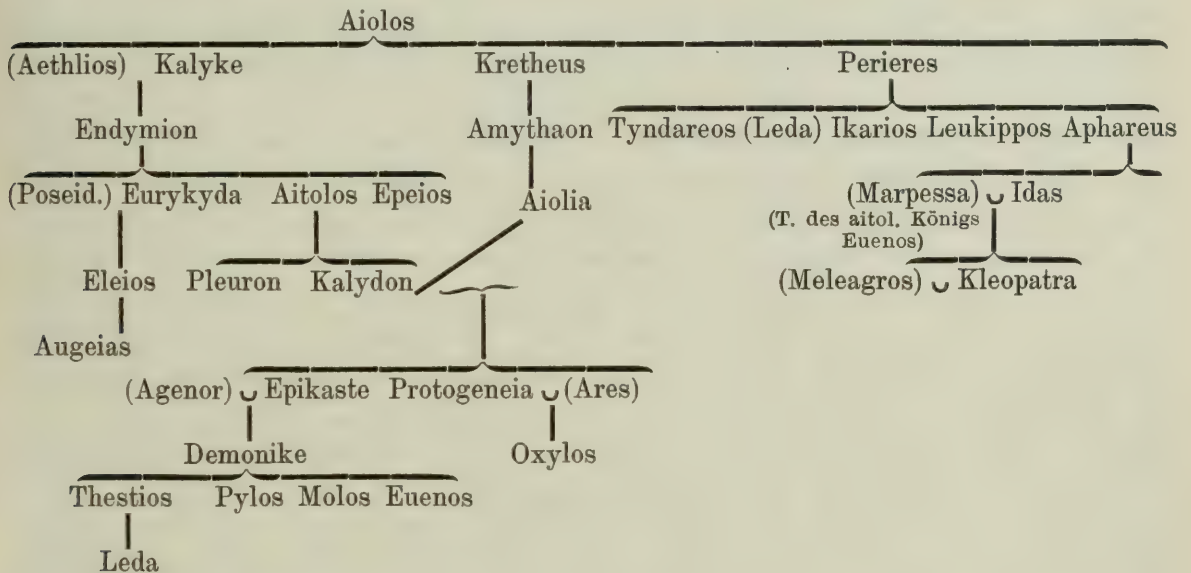 Aiolos
(Aethlios) Kalyke Kretheus Perieres
Endymion Amythaon Tyndareos (Leda) Ikarios Leukippos Aphareus
(Poseid.) Eurykyda Aitolos Epeios Aiolia (Marpessa) ᴗ Idas
(T. des aitol. Königs
Euenos)
Eleios Pleuron Kalydon (Meleagros) ᴗ Kleopatra
Augeias
(Agenor) ᴗ Epikaste Protogeneia ᴗ (Ares)
Demonike Oxylos
Thestios Pylos Molos Euenos
Leda